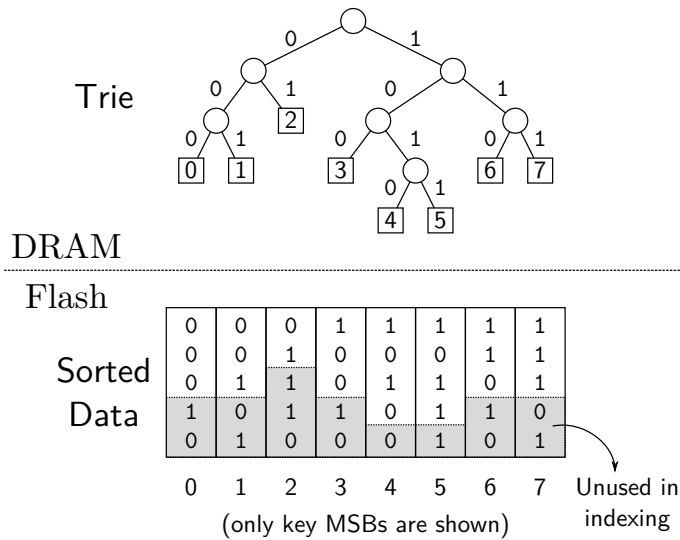 0 1
0 1 0 1
Trie
0 1 2 0 1 0 1
0 1 3 0 1 6 7
4 5
DRAM
Flash
0 0 0 1 1 1 1 1
0 0 1 0 0 0 1 1
Sorted 0 1 1 0 1 1 0 1
Data 1 0 1 1 0 1 1 0
0 1 0 0 0 1 0 1
0 1 2 3 4 5 6 7 Unused in
(only key MSBs are shown) indexing